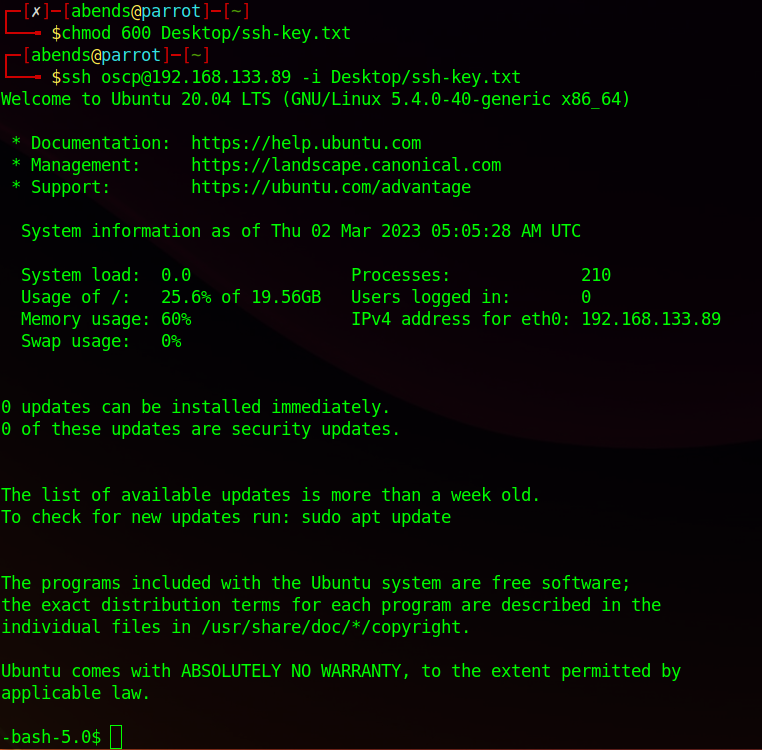 ┌─[✗]─[abends@parrot]─[~]
└──╼ $chmod 600 Desktop/ssh-key.txt
┌─[abends@parrot]─[~]
└──╼ $ssh oscp@192.168.133.89 -i Desktop/ssh-key.txt
Welcome to Ubuntu 20.04 LTS (GNU/Linux 5.4.0-40-generic x86_64)

 * Documentation:  https://help.ubuntu.com
 * Management:     https://landscape.canonical.com
 * Support:        https://ubuntu.com/advantage

  System information as of Thu 02 Mar 2023 05:05:28 AM UTC

  System load:  0.0                Processes:             210
  Usage of /:   25.6% of 19.56GB   Users logged in:       0
  Memory usage: 60%                IPv4 address for eth0: 192.168.133.89
  Swap usage:   0%


0 updates can be installed immediately.
0 of these updates are security updates.


The list of available updates is more than a week old.
To check for new updates run: sudo apt update


The programs included with the Ubuntu system are free software;
the exact distribution terms for each program are described in the
individual files in /usr/share/doc/*/copyright.

Ubuntu comes with ABSOLUTELY NO WARRANTY, to the extent permitted by
applicable law.

-bash-5.0$